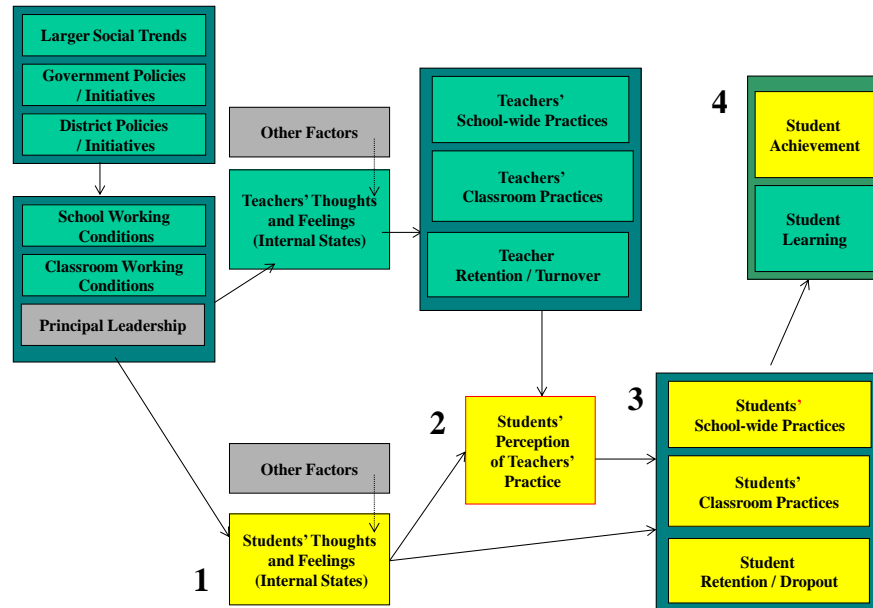 Larger Social Trends
Government Policies
/ Initiatives
District Policies
/ Initiatives
School Working
Conditions
Classroom Working
Conditions
Principal Leadership
Other Factors
Teachers' Thoughts
and Feelings
(Internal States)
Teachers'
School-wide Practices
Teachers'
Classroom Practices
Teacher
Retention / Turnover
4
Student
Achievement
Student
Learning
Other Factors
1
Students' Thoughts
and Feelings
(Internal States)
2
Students'
Perception
of Teachers'
Practice
3
Students'
School-wide Practices
Students'
Classroom Practices
Student
Retention / Dropout